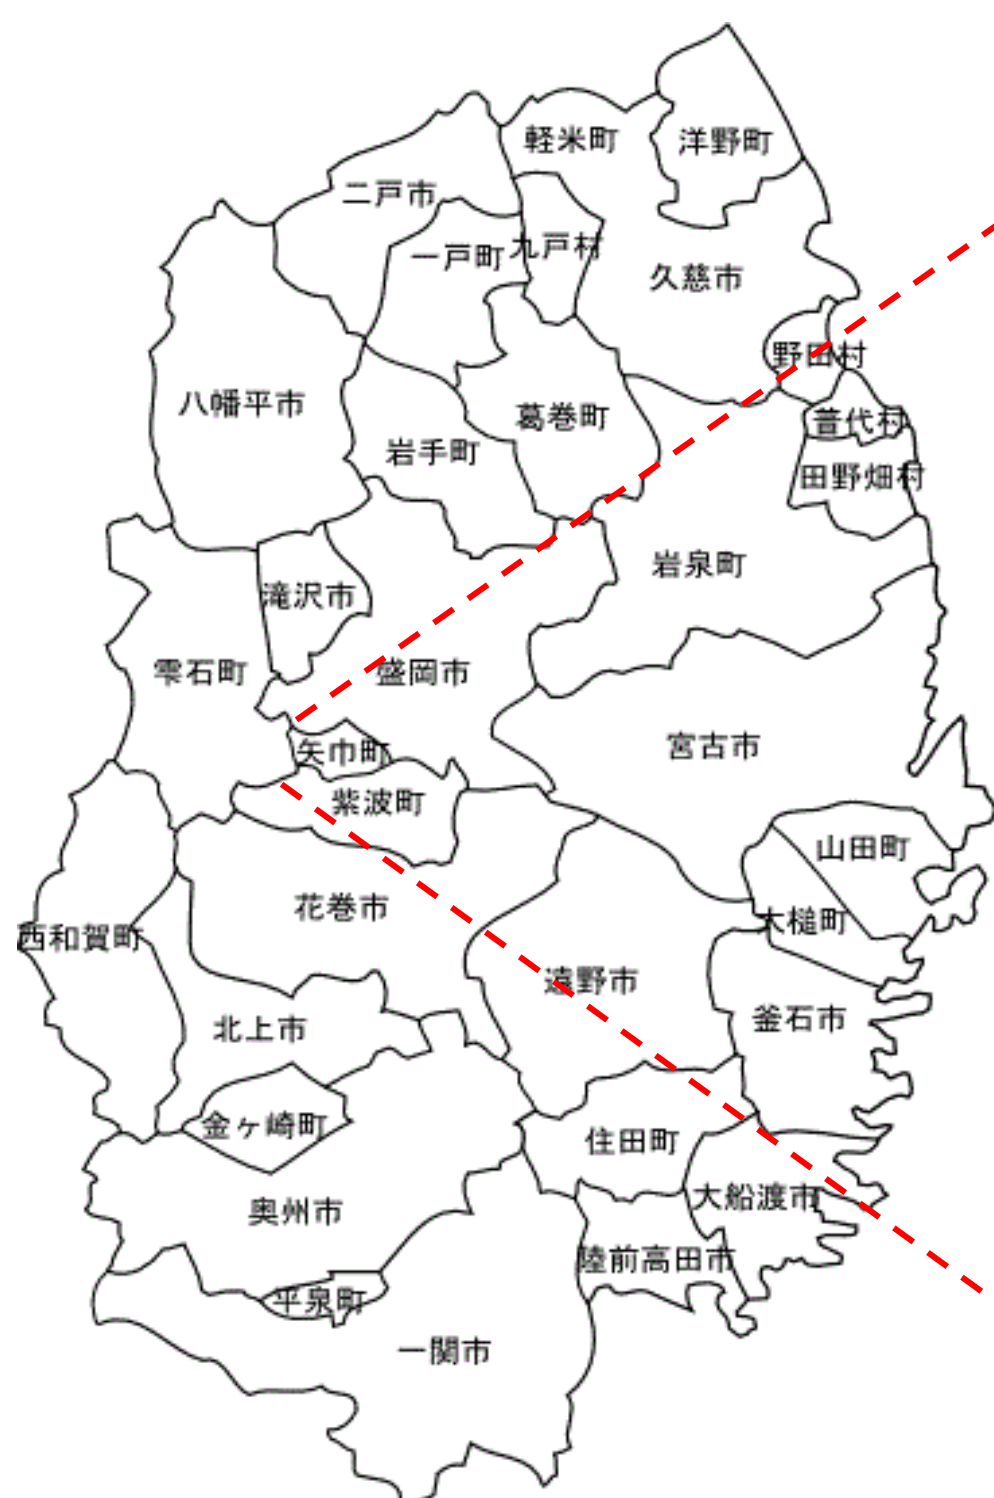 軽米町
洋野町
二戸市
一戸町
九戸村
久慈市
野田村
八幡平市
葛巻町
岩手町
普代村
田野畑村
岩泉町
滝沢市
雫石町
盛岡市
矢巾町
宮古市
紫波町
山田町
花巻市
大槌町
西和賀町
遠野市
北上市
釜石市
金ヶ崎町
住田町
大船渡市
奥州市
陸前高田市
平泉町
一関市